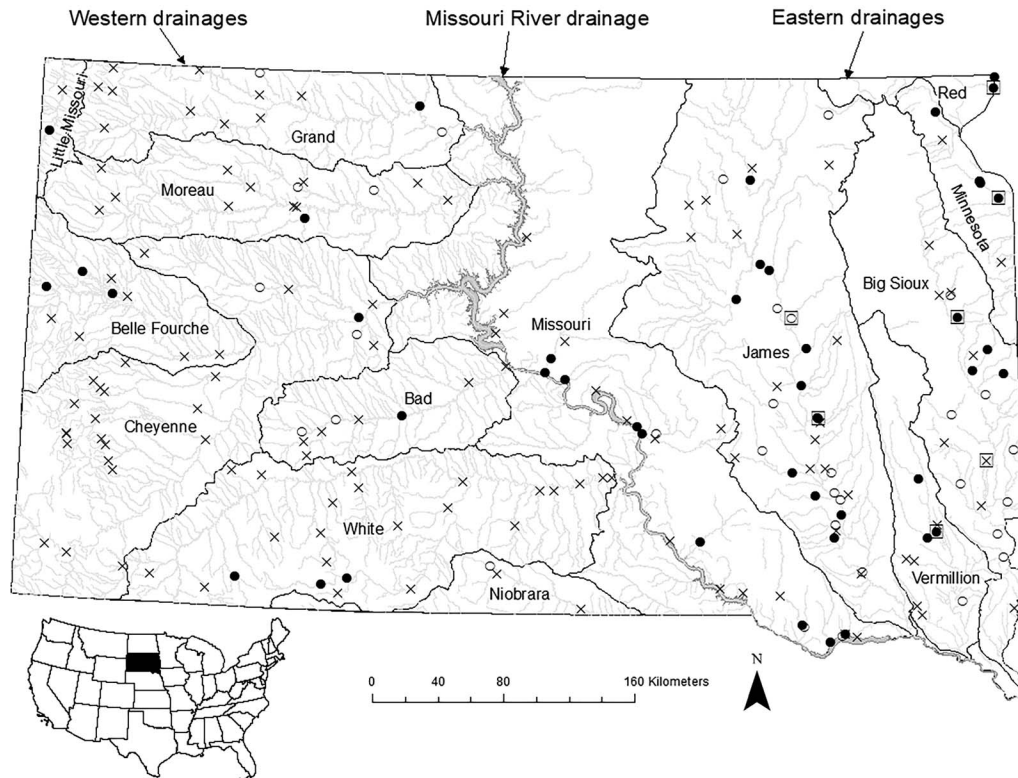 Western drainages
Missouri River drainage
Eastern drainages
Red
Little Missouri
Grand
Moreau
Minnesota
Big Sioux
Belle Fourche
Missouri
James
Bad
Cheyenne
White
Niobrara
Vermillion
N
0 40 80 160 Kilometers